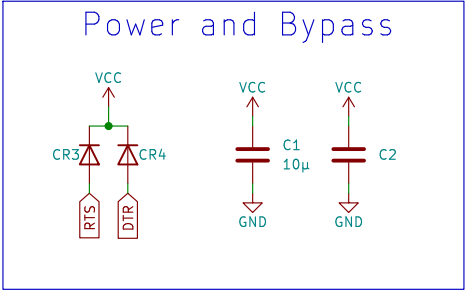 Power and Bypass
VCC
VCC
VCC
CR3
CR4
C1
10µ
C2
RTS
DTR
GND
GND